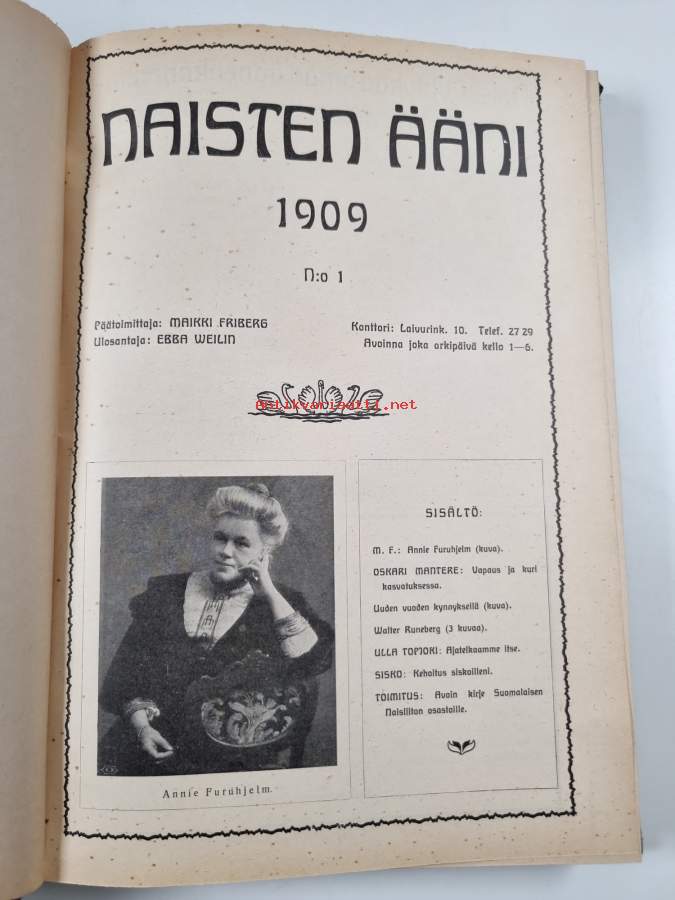 NAISTEN ÄÄNI
1909
N:o 1
Päätoimittaja: MAIKKI FRIBERG
Ulosantaja: EBBA WEILIN
Konttori: Laivurink. 10. Telef. 27 29
Avoinna joka arkipäivä kello 1—6.
antikvariaatti.net
SISÄLTÖ:
M. F.: Annie Furuhjelm (kuva).
OSKARI MANTERE: Vapaus ja kuri
kasvatuksessa.
Uuden vuoden kynnyksellä (kuva).
Walter Runeberg (3 kuvaa).
ULLA TOPJOKI: Ajatelkaamme itse.
SISKO: Kehoitus siskoilleni.
TOIMITUS: Avoin kirje Suomalaisen
Naisliiton osastoille.
Annie Furuhjelm.